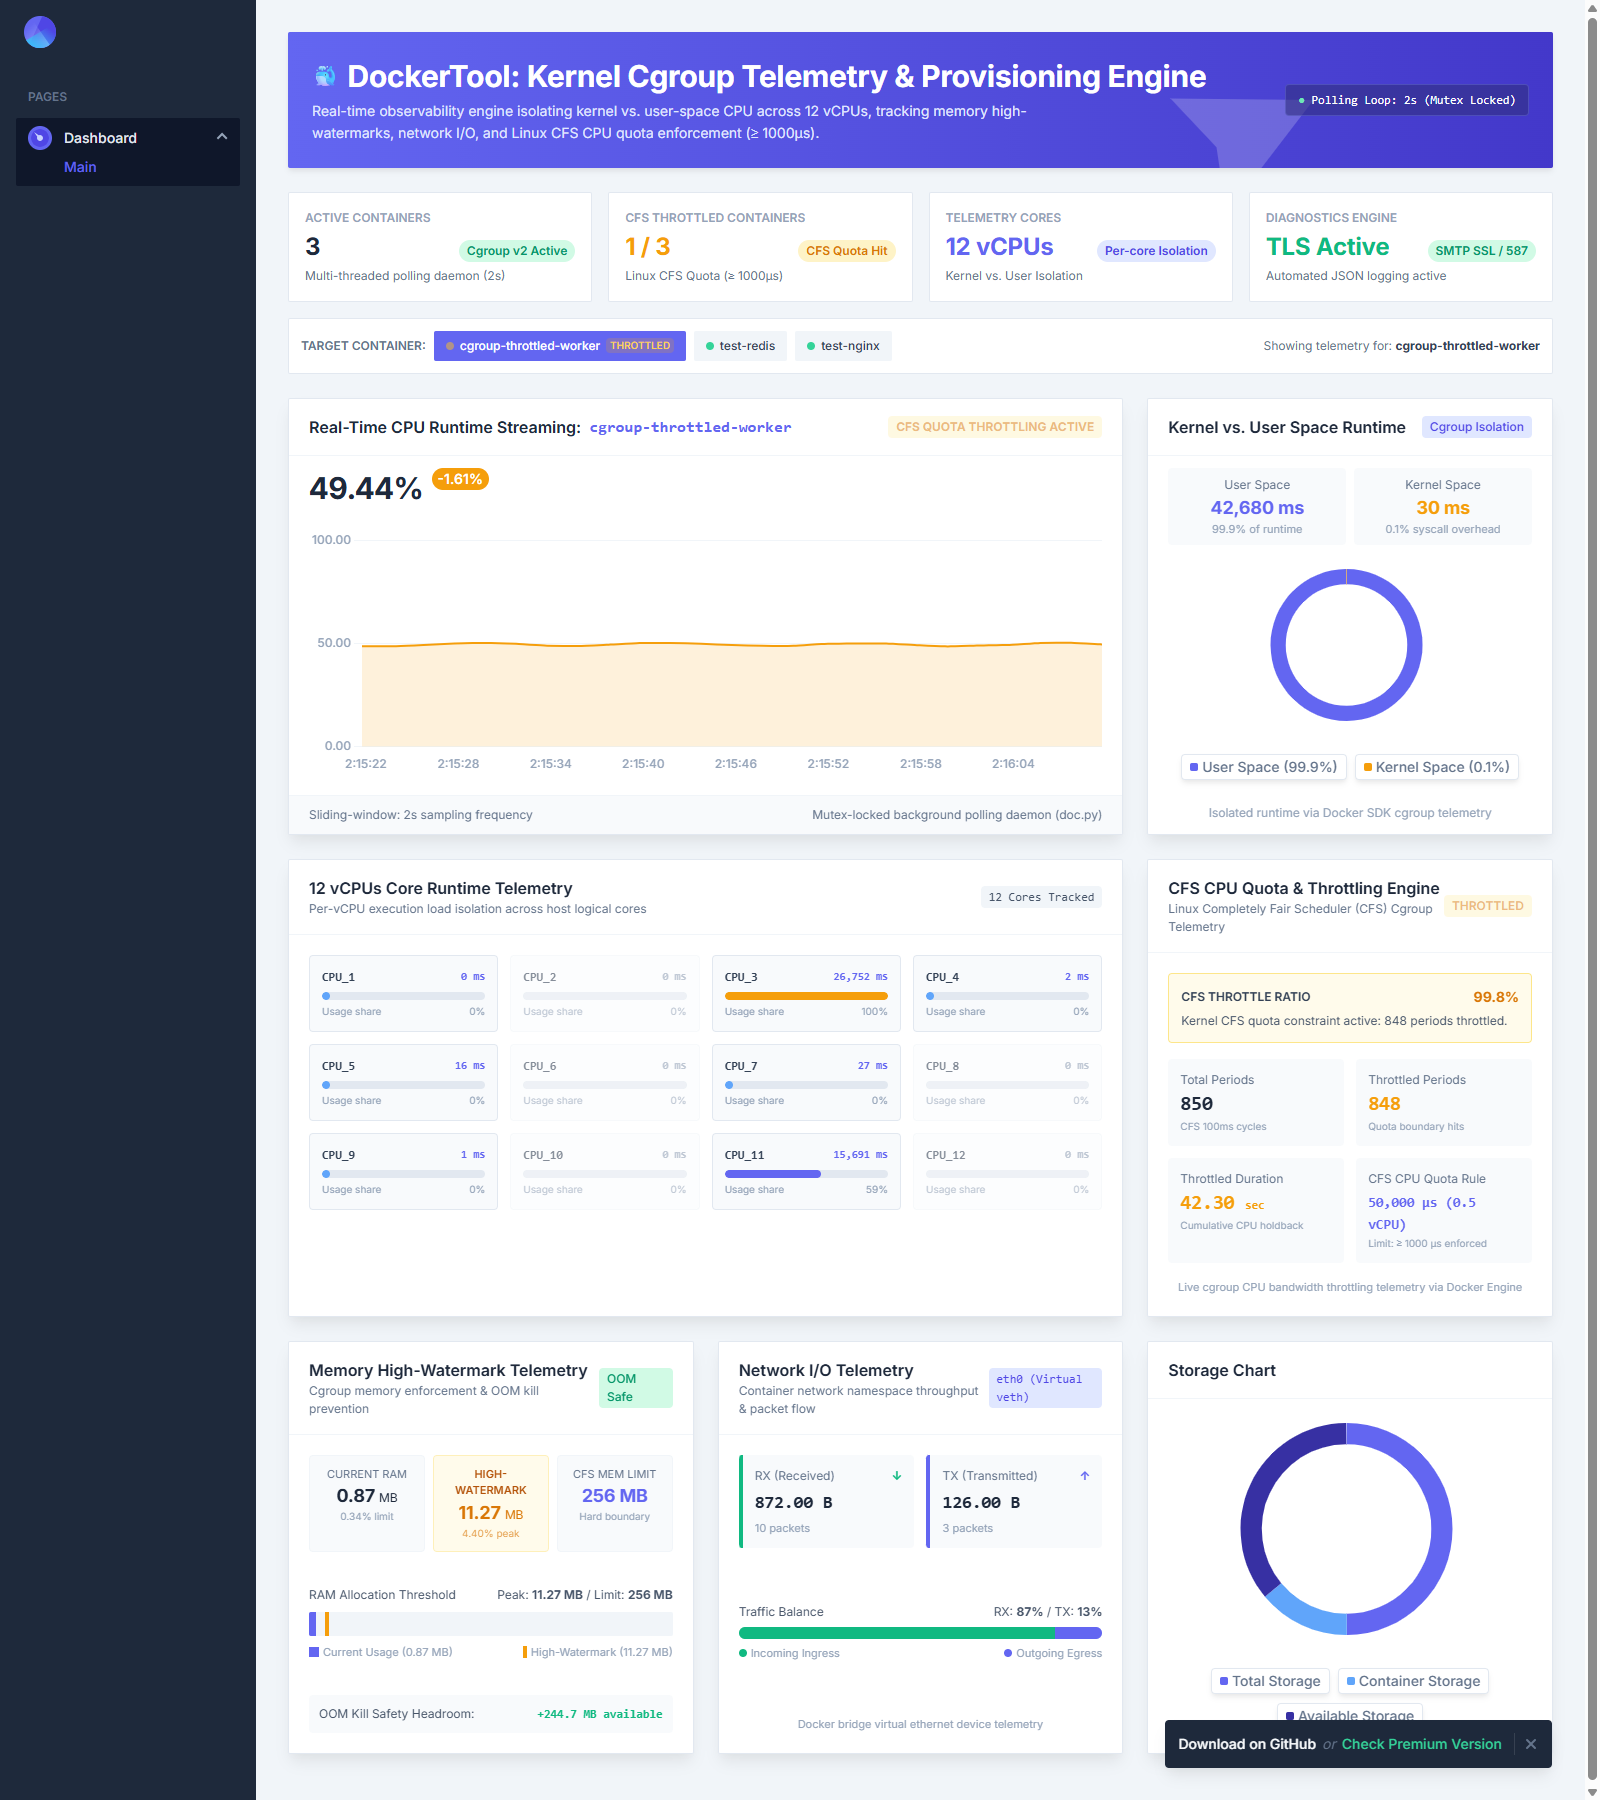 PAGES
Dashboard
Main
DockerTool: Kernel Cgroup Telemetry & Provisioning Engine
Real-time observability engine isolating kernel vs. user-space CPU across 12 vCPUs, tracking memory high-
watermarks, network I/O, and Linux CFS CPU quota enforcement (≥ 1000µs).
Polling Loop: 2s (Mutex Locked)
ACTIVE CONTAINERS
3
Cgroup v2 Active
Multi-threaded polling daemon (2s)
CFS THROTTLED CONTAINERS
1 / 3
CFS Quota Hit
Linux CFS Quota (≥ 1000µs)
TELEMETRY CORES
12 vCPUs
Per-core Isolation
Kernel vs. User Isolation
DIAGNOSTICS ENGINE
TLS Active
SMTP SSL / 587
Automated JSON logging active
TARGET CONTAINER:
cgroup-throttled-worker THROTTLED
test-redis
test-nginx
Showing telemetry for: cgroup-throttled-worker
Real-Time CPU Runtime Streaming: cgroup-throttled-worker
CFS QUOTA THROTTLING ACTIVE
49.44%
-1.61%
100.00
50.00
0.00
2:15:22
2:15:28
2:15:34
2:15:40
2:15:46
2:15:52
2:15:58
2:16:04
Sliding-window: 2s sampling frequency
Mutex-locked background polling daemon (doc.py)
Kernel vs. User Space Runtime
Cgroup Isolation
User Space
42,680 ms
99.9% of runtime
Kernel Space
30 ms
0.1% syscall overhead
User Space (99.9%)
Kernel Space (0.1%)
Isolated runtime via Docker SDK cgroup telemetry
12 vCPUs Core Runtime Telemetry
Per-vCPU execution load isolation across host logical cores
12 Cores Tracked
CPU_1
0 ms
Usage share
0%
CPU_2
0 ms
Usage share
0%
CPU_3
26,752 ms
Usage share
100%
CPU_4
2 ms
Usage share
0%
CPU_5
16 ms
Usage share
0%
CPU_6
0 ms
Usage share
0%
CPU_7
27 ms
Usage share
0%
CPU_8
0 ms
Usage share
0%
CPU_9
1 ms
Usage share
0%
CPU_10
0 ms
Usage share
0%
CPU_11
15,691 ms
Usage share
59%
CPU_12
0 ms
Usage share
0%
CFS CPU Quota & Throttling Engine
Linux Completely Fair Scheduler (CFS) Cgroup
Telemetry
THROTTLED
CFS THROTTLE RATIO
99.8%
Kernel CFS quota constraint active: 848 periods throttled.
Total Periods
850
CFS 100ms cycles
Throttled Periods
848
Quota boundary hits
Throttled Duration
42.30 sec
Cumulative CPU holdback
CFS CPU Quota Rule
50,000 µs (0.5
vCPU)
Limit: ≥ 1000 µs enforced
Live cgroup CPU bandwidth throttling telemetry via Docker Engine
Memory High-Watermark Telemetry
Cgroup memory enforcement & OOM kill
prevention
OOM
Safe
CURRENT RAM
0.87 MB
0.34% limit
HIGH-
WATERMARK
11.27 MB
4.40% peak
CFS MEM LIMIT
256 MB
Hard boundary
RAM Allocation Threshold
Peak: 11.27 MB / Limit: 256 MB
Current Usage (0.87 MB)
High-Watermark (11.27 MB)
OOM Kill Safety Headroom:
+244.7 MB available
Network I/O Telemetry
Container network namespace throughput
& packet flow
eth0 (Virtual
veth)
RX (Received)
↓
872.00 B
10 packets
TX (Transmitted)
↑
126.00 B
3 packets
Traffic Balance
RX: 87% / TX: 13%
Incoming Ingress
Outgoing Egress
Docker bridge virtual ethernet device telemetry
Storage Chart
Total Storage
Container Storage
Available Storage
Download on GitHub or Check Premium Version